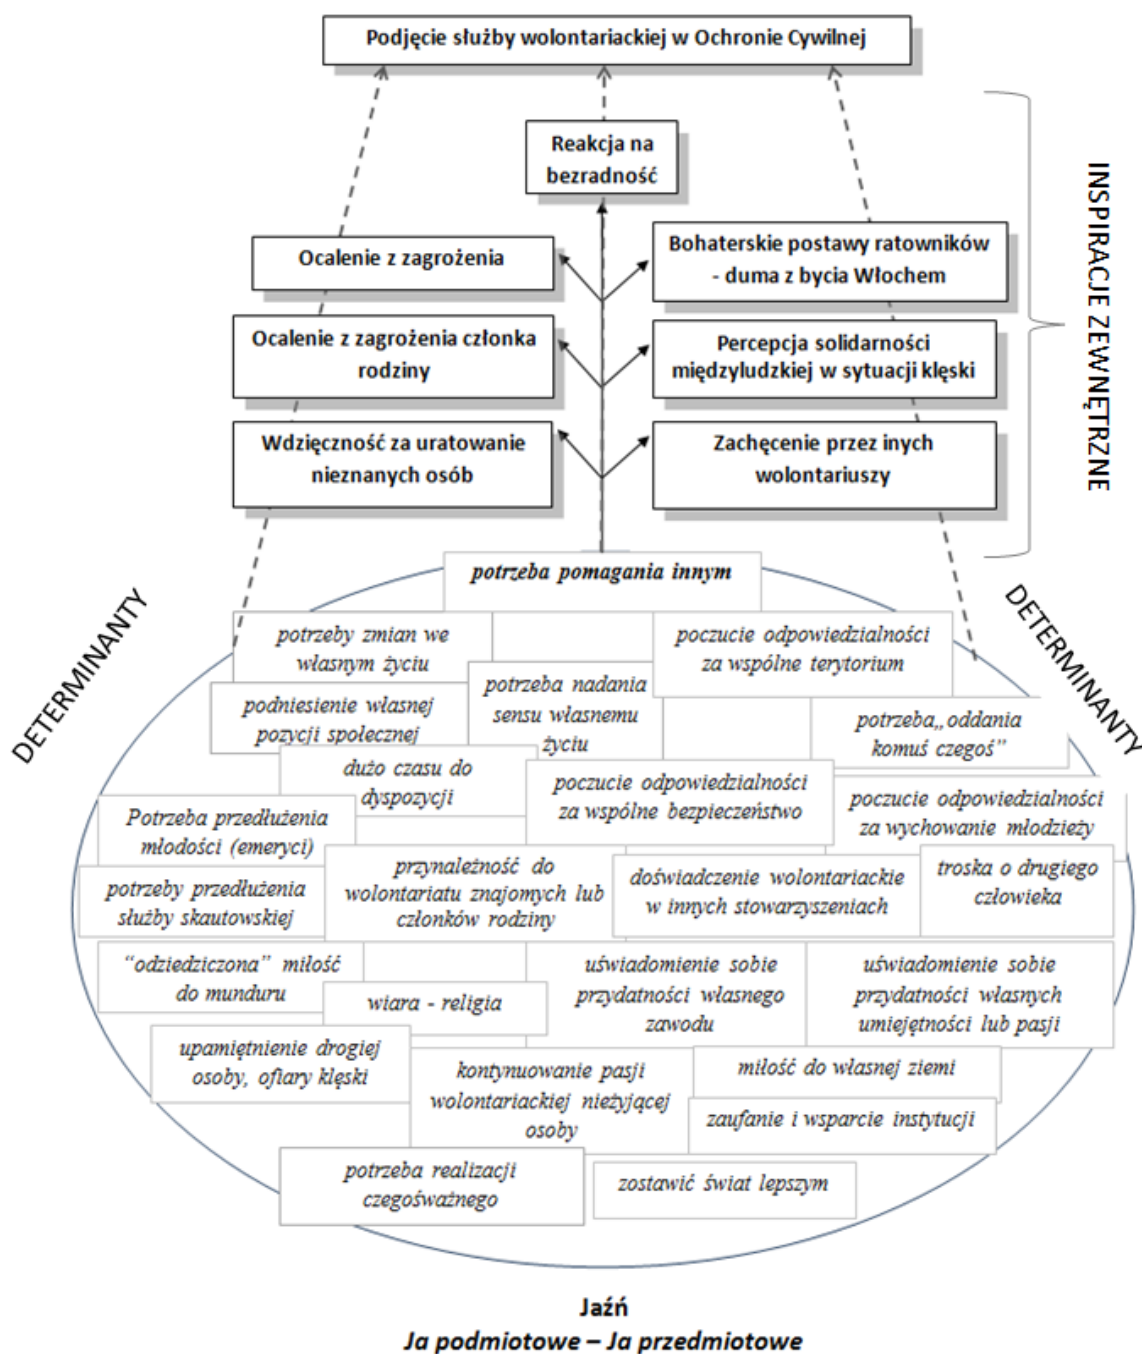 Podjęcie służby wolontariackiej w Ochronie Cywilnej
Reakcja na
bezradność
Ocalenie z zagrożenia
Bohaterskie postawy ratowników
- duma z bycia Włochem
Ocalenie z zagrożenia członka
rodziny
Percepcja solidarności
międzyludzkiej w sytuacji klęski
Wdzięczność za uratowanie
nieznanych osób
Zachęcenie przez inych
wolontariuszy
INSPIRACJE ZEWNĘTRZNE
DETERMINANTY
DETERMINANTY
potrzeba pomagania innym
potrzeby zmian we
własnym życiu
poczucie odpowiedzialności
za wspólne terytorium
podniesienie własnej
pozycji społecznej
potrzeba nadania
sensu własnemu
życiu
potrzeba„oddania
komuś czegoś”
dużo czasu do
dyspozycji
poczucie odpowiedzialności
za wspólne bezpieczeństwo
poczucie odpowiedzialności
za wychowanie młodzieży
Potrzeba przedłużenia
młodości (emeryci)
przynależność do
wolontariatu znajomych lub
członków rodziny
doświadczenie wolontariackie
w innych stowarzyszeniach
troska o drugiego
człowieka
potrzeby przedłużenia
służby skautowskiej
“odziedziczona” miłość
do munduru
wiara - religia
uświadomienie sobie
przydatności własnego
zawodu
uświadomienie sobie
przydatności własnych
umiejętności lub pasji
upamiętnienie drogiej
osoby, ofiary klęski
kontynuowanie pasji
wolontariackiej nieżyjącej
osoby
miłość do własnej ziemi
zaufanie i wsparcie instytucji
potrzeba realizacji
czegośważnego
zostawić świat lepszym
Jaźń
Ja podmiotowe – Ja przedmiotowe